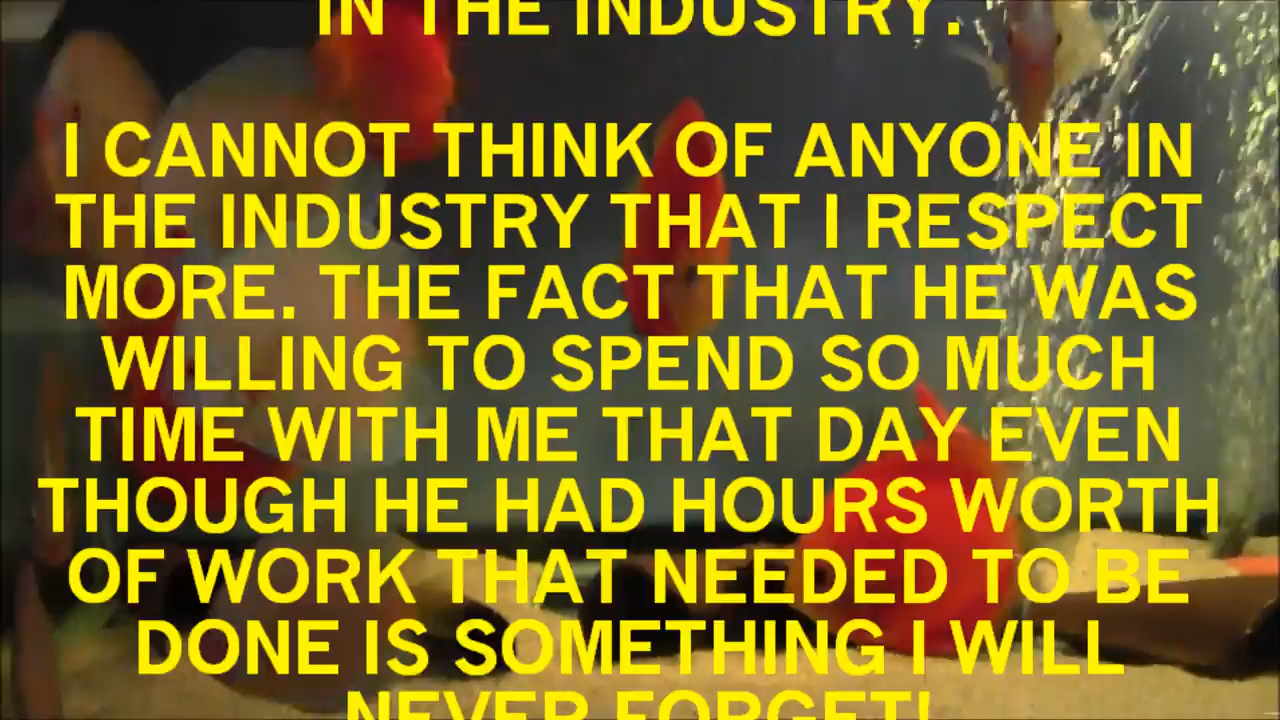 IN THE INDUSTRY.
I CANNOT THINK OF ANYONE IN
THE INDUSTRY THAT I RESPECT
MORE. THE FACT THAT HE WAS
WILLING TO SPEND SO MUCH
TIME WITH ME THAT DAY EVEN
THOUGH HE HAD HOURS WORTH
OF WORK THAT NEEDED TO BE
DONE IS SOMETHING I WILL
NEVER FORGET!